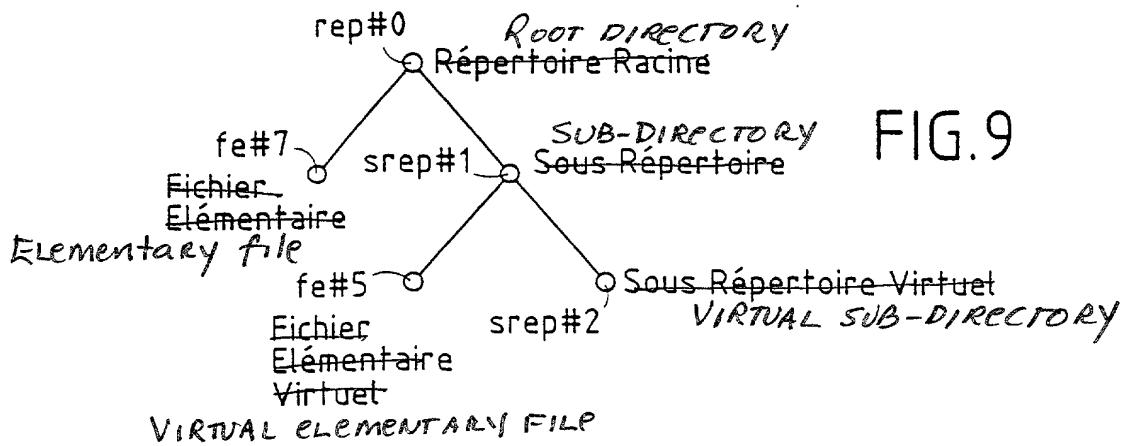 rep#0
ROOT DIRECTORY
Répertoire Racine
FIG.9
SUB-DIRECTORY
fe#7
srep#1
Sous Répertoire
Fichier
Elémentaire
Elementary file
fe#5
Sous Répertoire Virtuel
srep#2
VIRTUAL SUB-DIRECTORY
Fichier
Elémentaire
Virtuel
VIRTUAL ELEMENTARY FILE